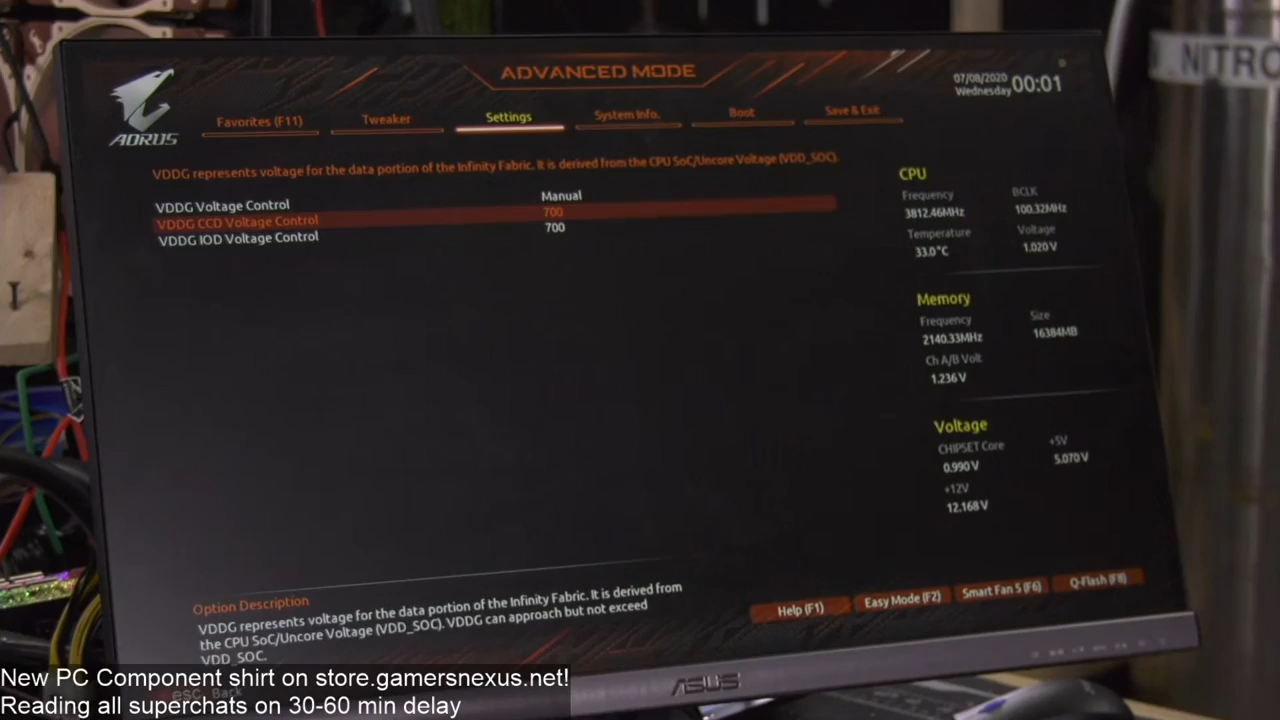 ADVANCED MODE
07/08/2020
Wednesday 00:01
NITRO
AORUS
Favorites (F11) Tweaker Settings System Info. Boot Save & Exit
VDDG represents voltage for the data portion of the Infinity Fabric. It is derived from the CPU SoC/Uncore Voltage (VDD_SOC).
VDDG Voltage Control Manual
VDDG CCD Voltage Control 700
VDDG IOD Voltage Control 700
CPU
Frequency BCLK
3812.46MHz 100.32MHz
Temperature Voltage
33.0°C 1.020 V
Memory
Frequency Size
2140.33MHz 16384MB
Ch A/B Volt
1.236 V
Voltage
CHIPSET Core +5V
0.990 V 5.070 V
+12V
12.168 V
Option Description
VDDG represents voltage for the data portion of the Infinity Fabric. It is derived from
the CPU SoC/Uncore Voltage (VDD_SOC). VDDG can approach but not exceed
VDD_SOC.
Help (F1) Easy Mode (F2) Smart Fan 5 (F6) Q-Flash (F8)
ESC Back
ASUS
New PC Component shirt on store.gamersnexus.net!
Reading all superchats on 30-60 min delay